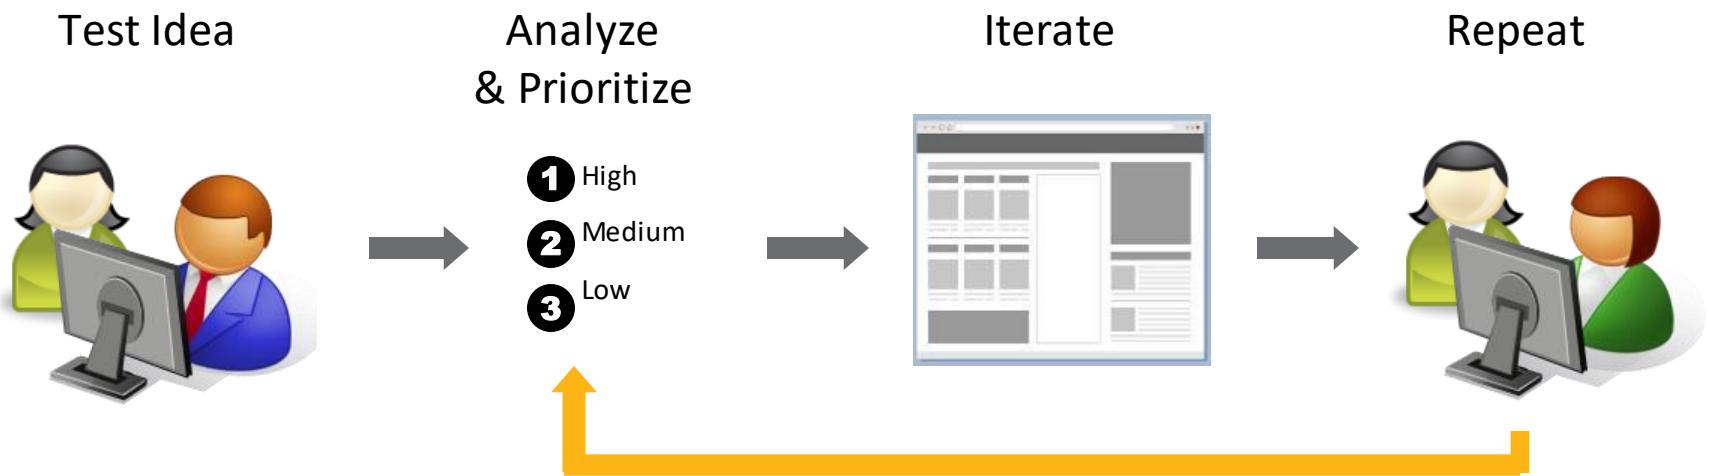 Test Idea
Analyze
& Prioritize
Iterate
Repeat
1 High
2 Medium
3 Low